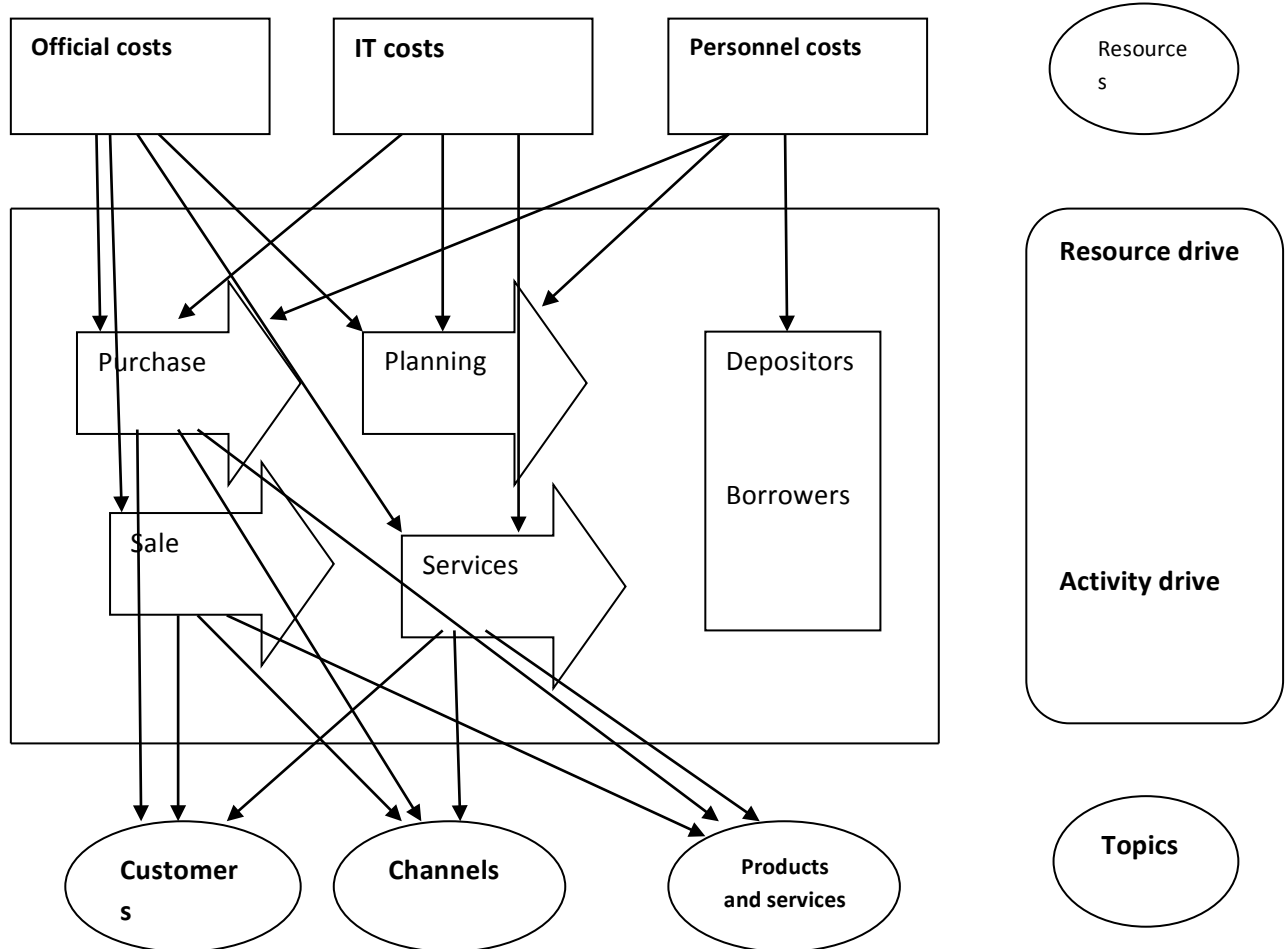 Official costs
IT costs
Personnel costs
Resource
s
Resource drive
Purchase
Planning
Depositors
Borrowers
Sale
Services
Activity drive
Customer
s
Channels
Products
and services
Topics